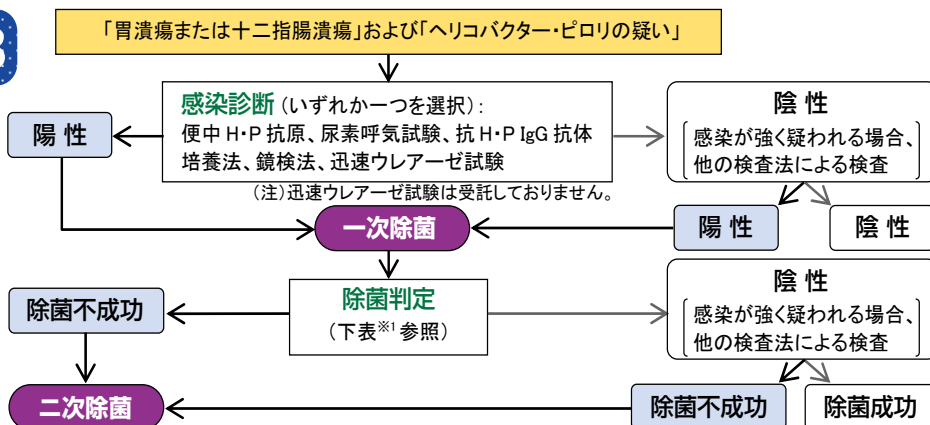 「胃潰瘍または十二指腸潰瘍」および「ヘリコバクター・ピロリの疑い」
感染診断 (いずれか一つを選択):
便中H・P抗原、尿素呼気試験、抗H・P IgG抗体
培養法、鏡検法、迅速ウレアーゼ試験
陽 性
陰 性
感染が強く疑われる場合、
他の検査法による検査
(注)迅速ウレアーゼ試験は受託しておりません。
一次除菌
陽 性
陰 性
除菌判定
(下表※1参照)
除菌不成功
陰 性
感染が強く疑われる場合、
他の検査法による検査
二次除菌
除菌不成功
除菌成功